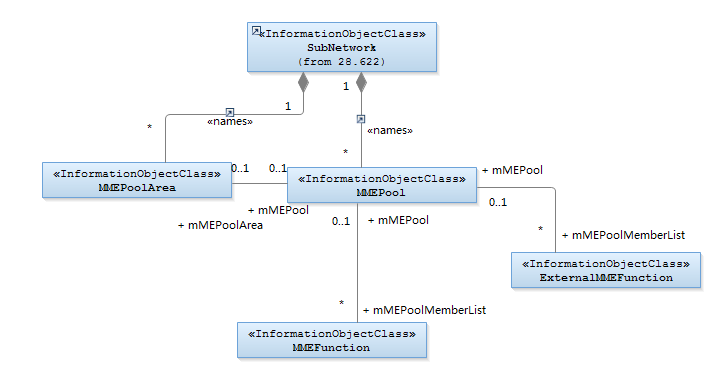 «InformationObjectClass»
SubNetwork
(from 28.622)
1
1
«names»
*
«names»
*
«InformationObjectClass»
MMEPoolArea
0..1
0..1
«InformationObjectClass»
MMEPool
+ mMEPool
0..1
+ mMEPool
+ mMEPoolArea
0..1
+ mMEPool
*
+ mMEPoolMemberList
«InformationObjectClass»
ExternalMMEFunction
*
+ mMEPoolMemberList
«InformationObjectClass»
MMEFunction